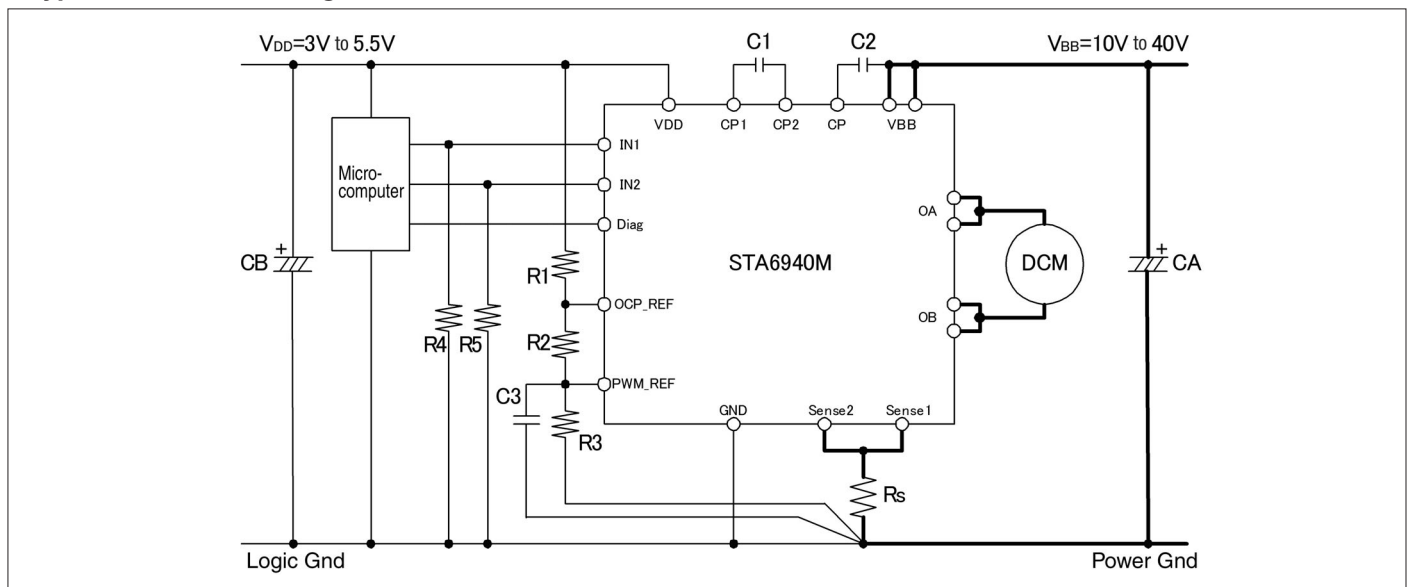 VDD=3V to 5.5V
C1
C2
VBB=10V to 40V
VDD
CP1
CP2
CP
VBB
Micro-
computer
IN1
IN2
Diag
OA
STA6940M
DCM
CB
+
+
CA
R1
OCP_REF
OB
R4
R5
R2
C3
PWM_REF
R3
GND
Sense2
Sense1
Rs
Logic Gnd
Power Gnd